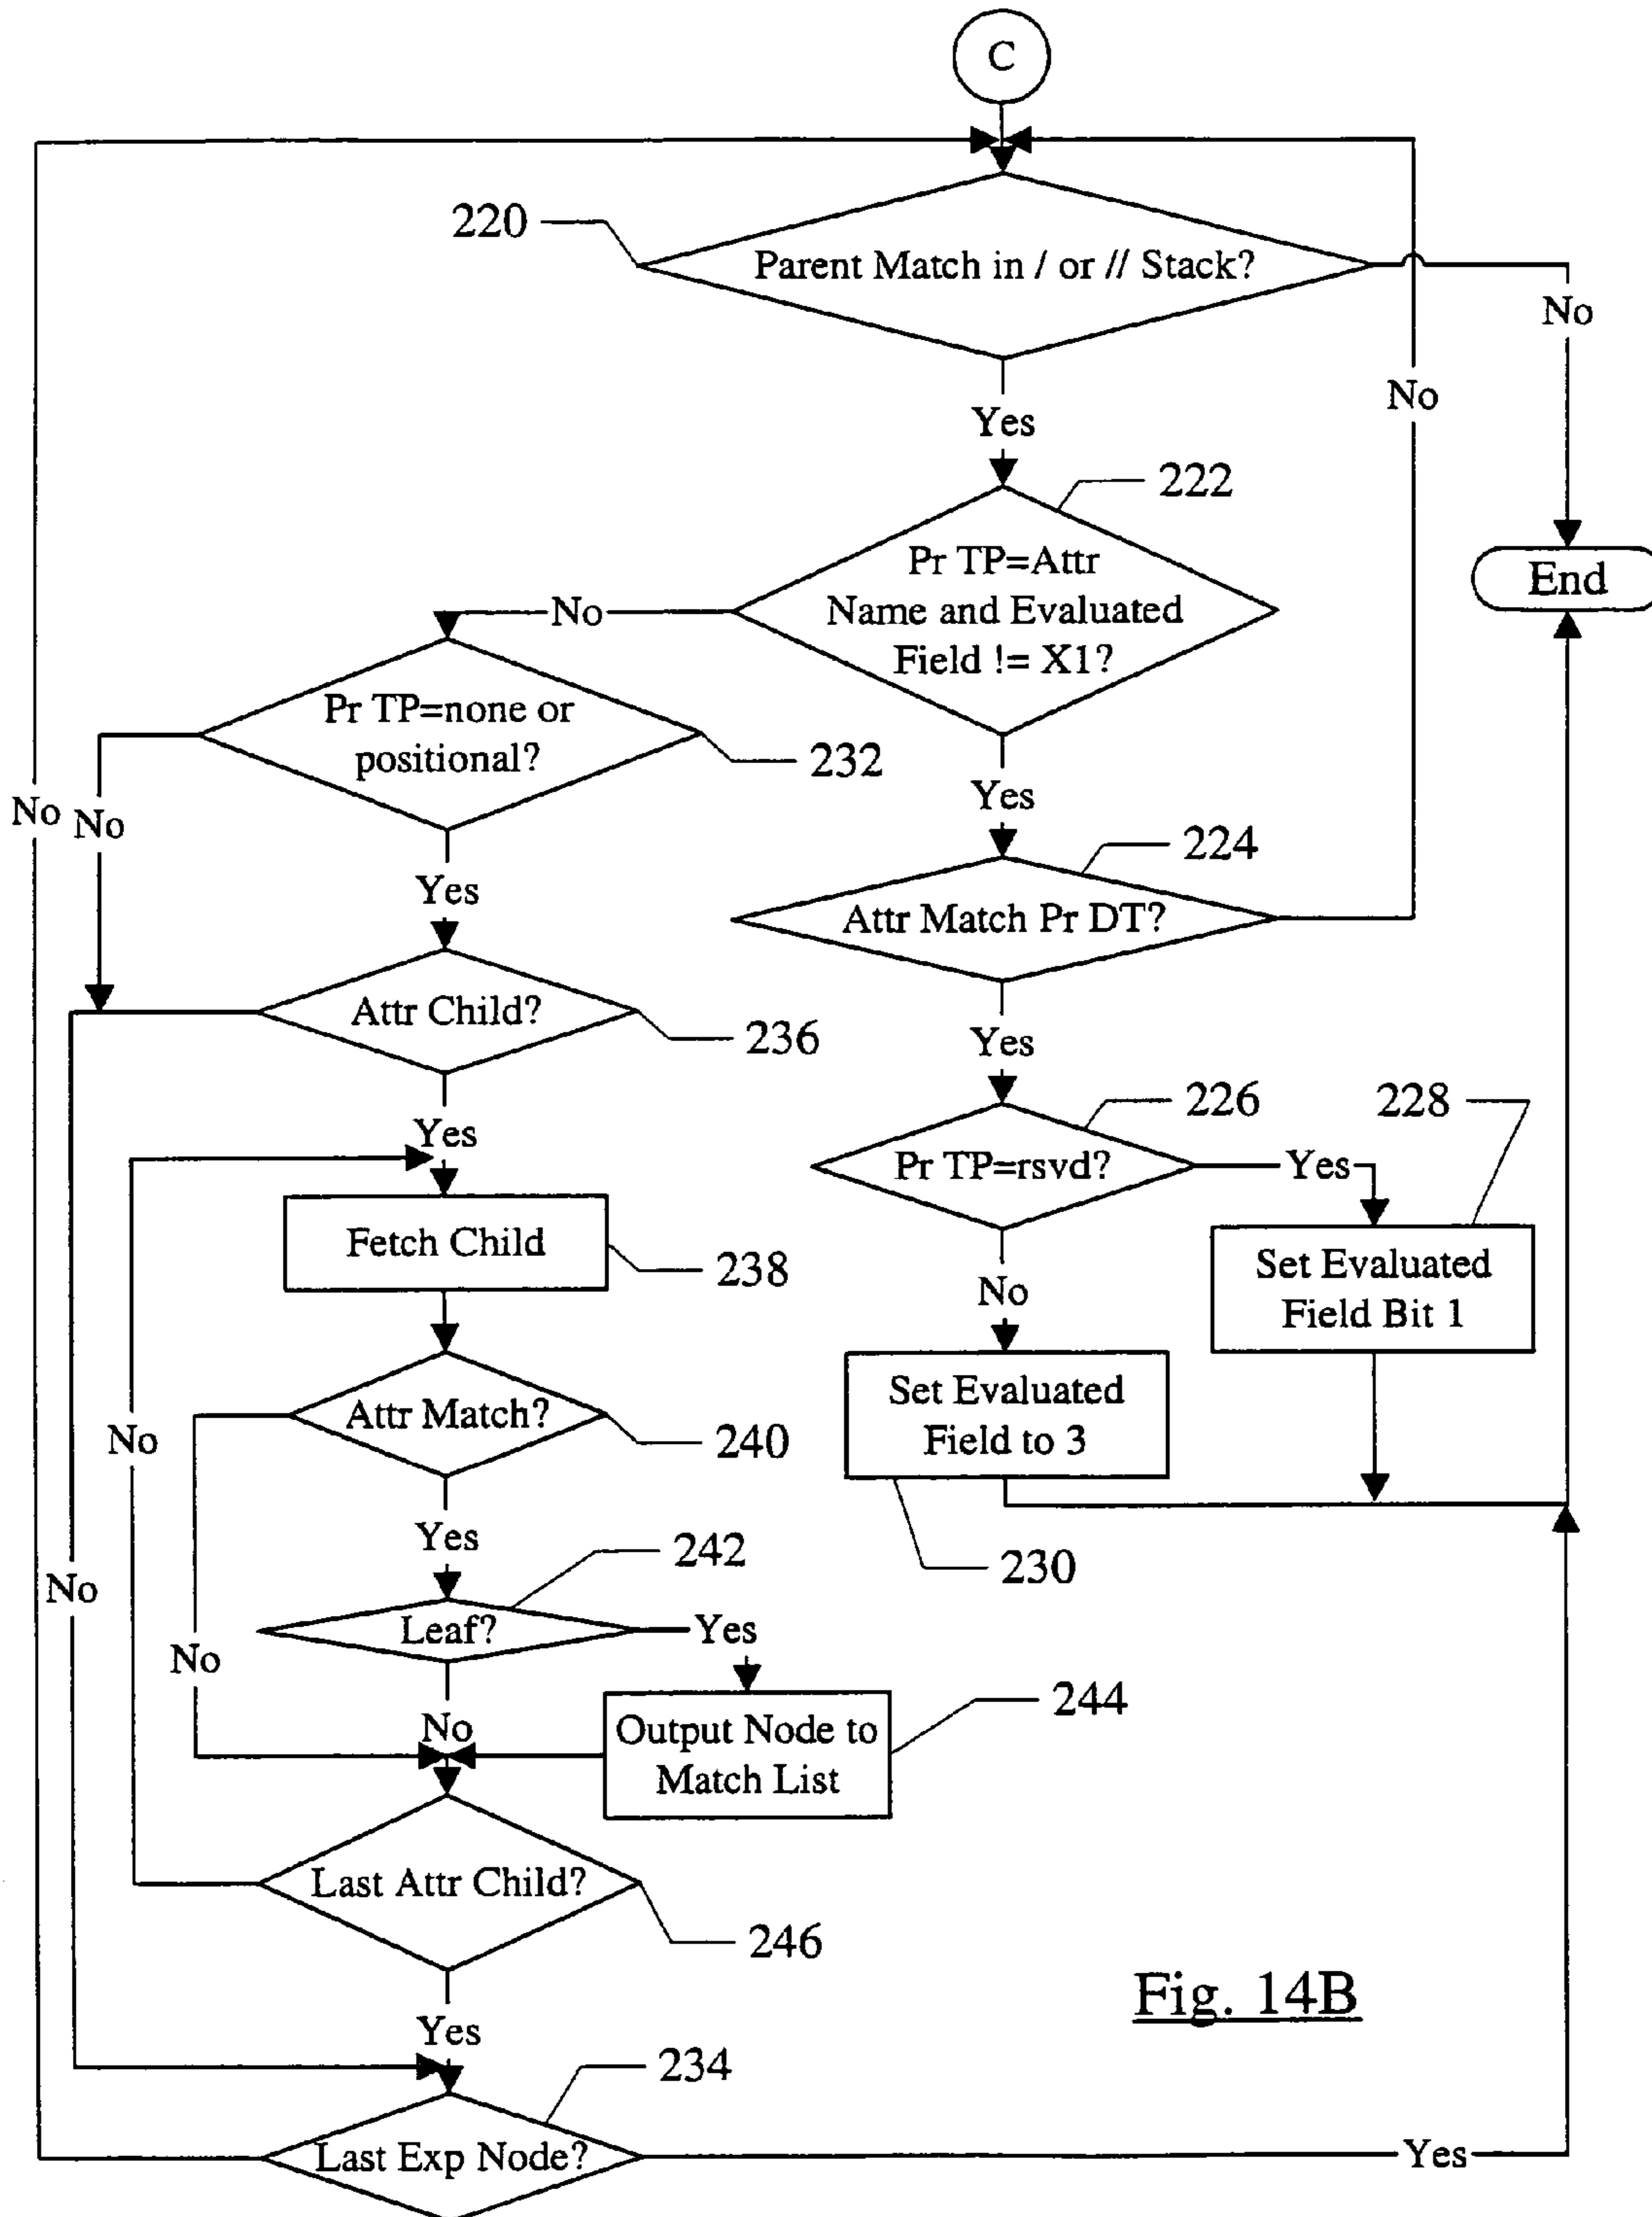 C
220
Parent Match in / or // Stack?
No
No
Yes
222
Pr TP=Attr
Name and Evaluated
Field != X1?
End
No
Pr TP=none or
positional?
232
No
No
Yes
224
Attr Match Pr DT?
Yes
Attr Child?
236
Yes
226
228
Pr TP=rsvd?
Yes
Yes
Fetch Child
238
Set Evaluated
Field Bit 1
No
Attr Match?
240
No
Set Evaluated
Field to 3
Yes
242
230
No
Leaf?
Yes
No
No
Output Node to
Match List
244
Last Attr Child?
246
Yes
Fig. 14B
234
Last Exp Node?
Yes